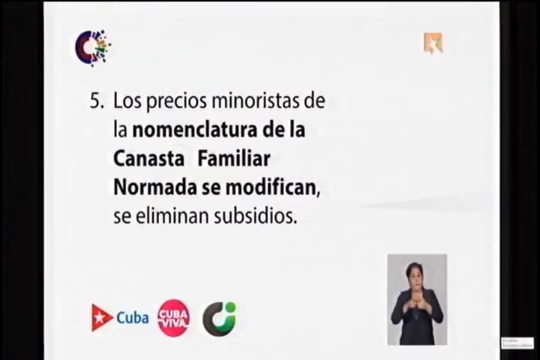 5. Los precios minoristas de
la nomenclatura de la
Canasta Familiar
Normada se modifican,
se eliminan subsidios.
Cuba
CUBA
VIVA